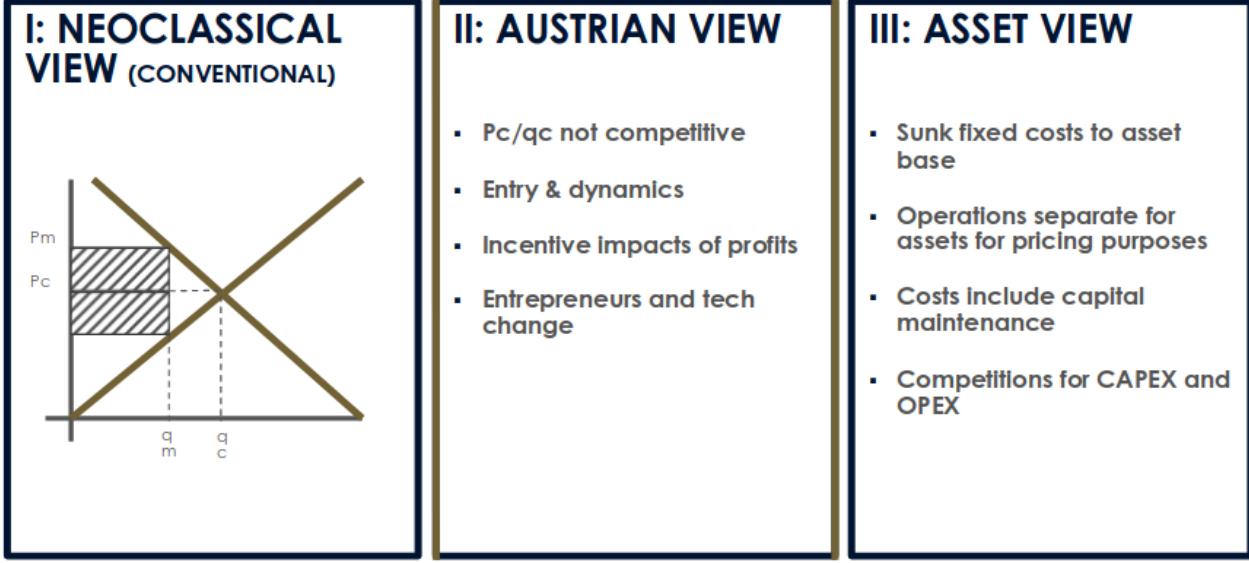 I: NEOCLASSICAL
VIEW (CONVENTIONAL)
Pm
Pc
q
m
q
c
II: AUSTRIAN VIEW
▪ Pc/qc not competitive
▪ Entry & dynamics
▪ Incentive impacts of profits
▪ Entrepreneurs and tech
change
III: ASSET VIEW
▪ Sunk fixed costs to asset
base
▪ Operations separate for
assets for pricing purposes
▪ Costs include capital
maintenance
▪ Competitions for CAPEX and
OPEX